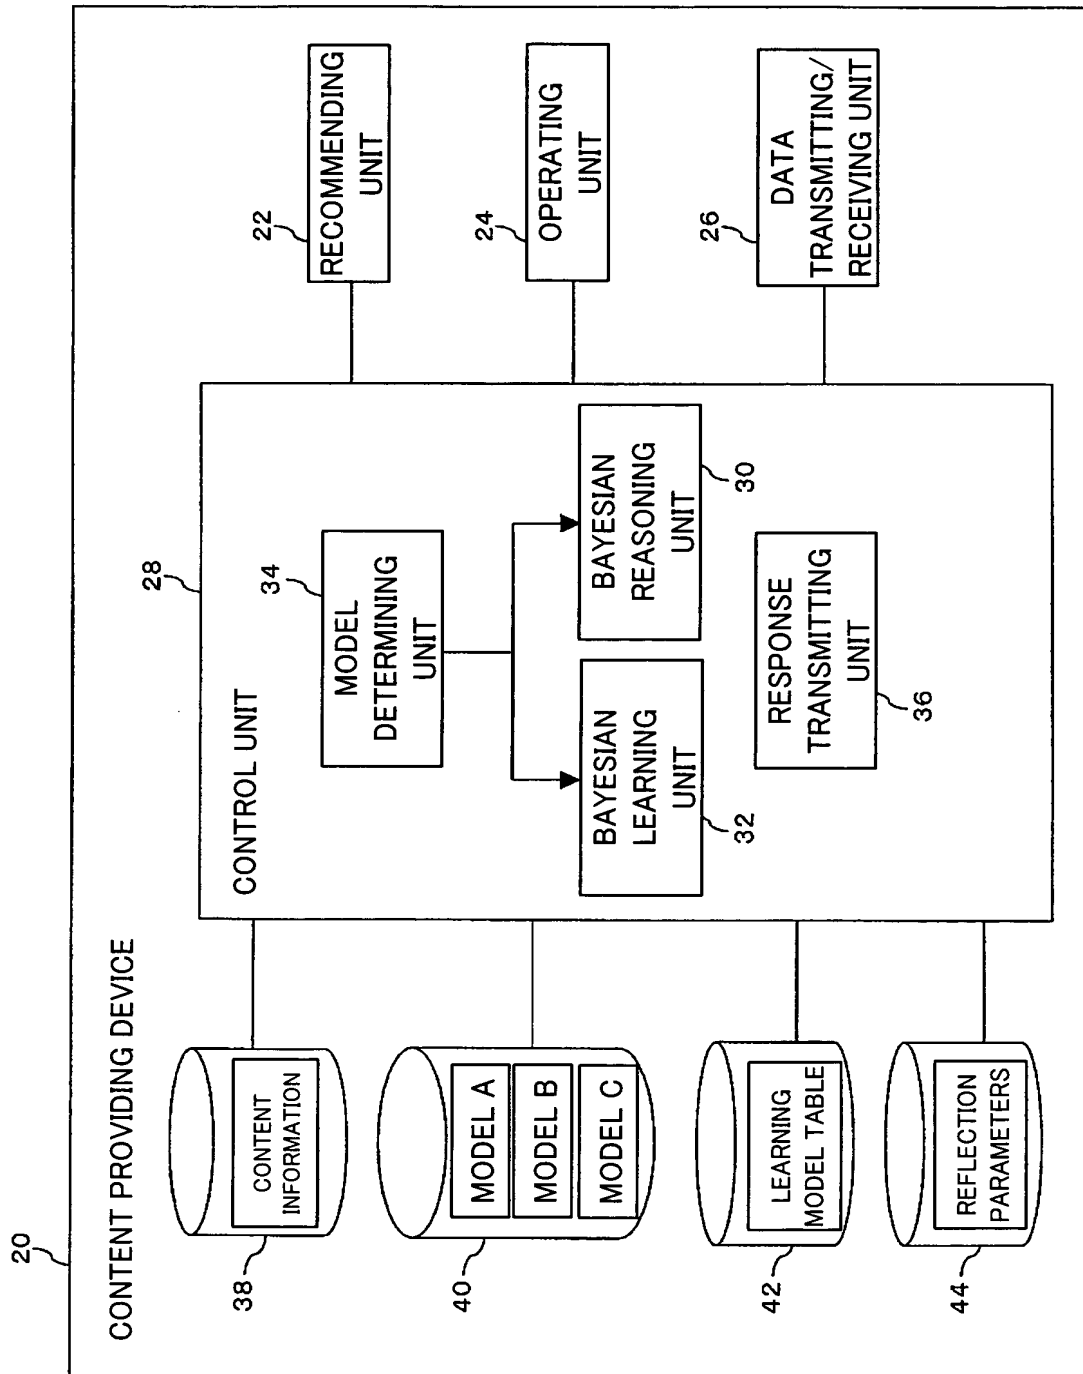 20
CONTENT PROVIDING DEVICE
38
CONTENT
INFORMATION
40
MODEL A
MODEL B
MODEL C
42
LEARNING
MODEL TABLE
44
REFLECTION
PARAMETERS
28
CONTROL UNIT
34
MODEL
DETERMINING
UNIT
BAYESIAN
LEARNING
UNIT
32
BAYESIAN
REASONING
UNIT
30
RESPONSE
TRANSMITTING
UNIT
36
22
RECOMMENDING
UNIT
24
OPERATING
UNIT
26
DATA
TRANSMITTING/
RECEIVING UNIT